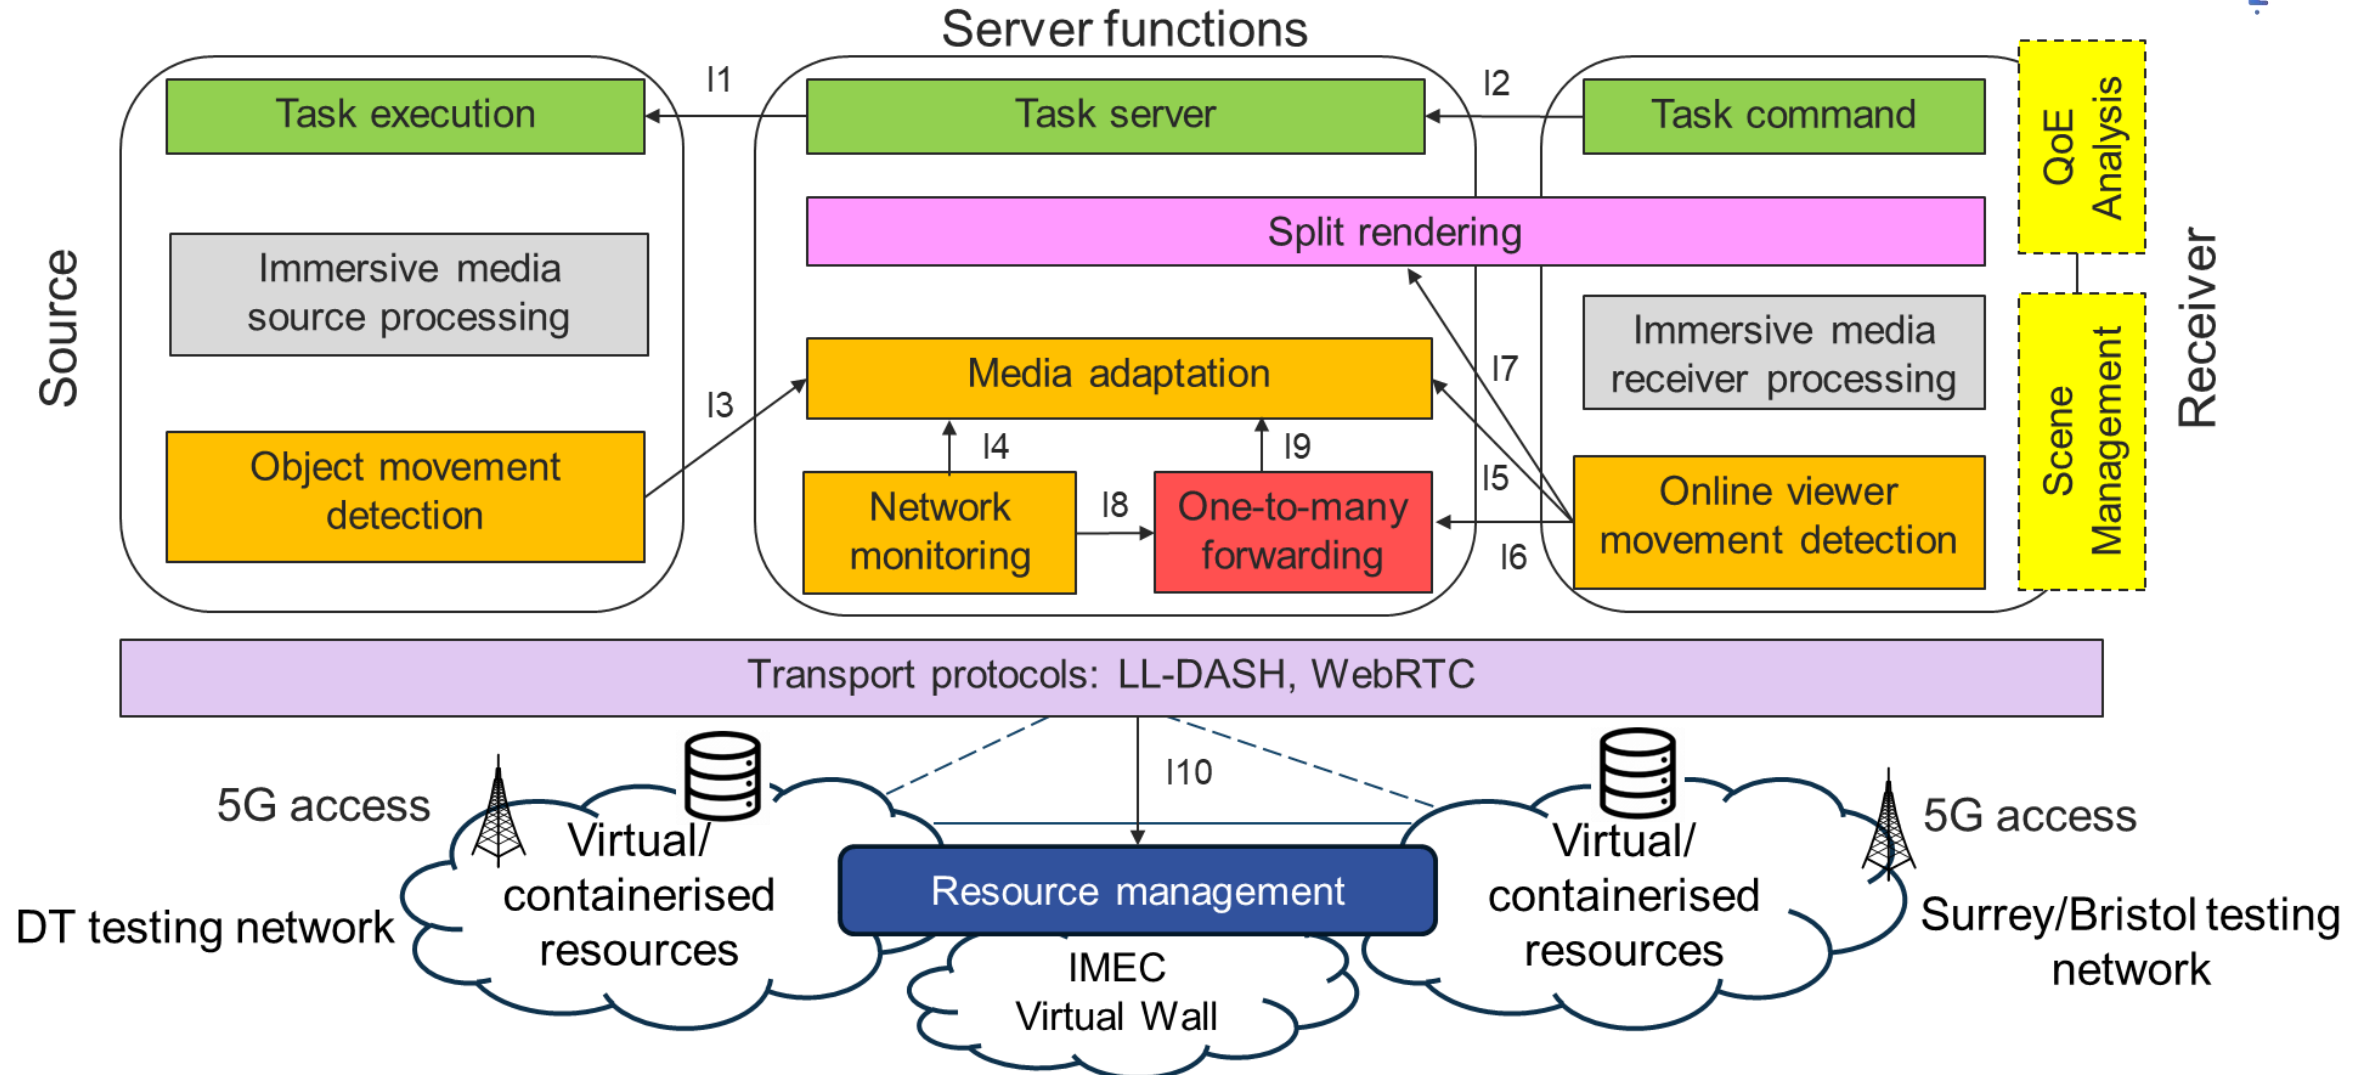 Server functions
Source
Task execution
I1
Task server
I2
Task command
QoE
Analysis
Split rendering
Immersive media
source processing
Receiver
Immersive media
receiver processing
Media adaptation
I7
I3
Scene
Management
I4
I9
I5
Object movement
detection
Network
monitoring
I8
One-to-many
forwarding
I6
Online viewer
movement detection
Transport protocols: LL-DASH, WebRTC
I10
5G access
5G access
Virtual/
containerised
resources
Resource management
Virtual/
containerised
resources
DT testing network
Surrey/Bristol testing
network
IMEC
Virtual Wall